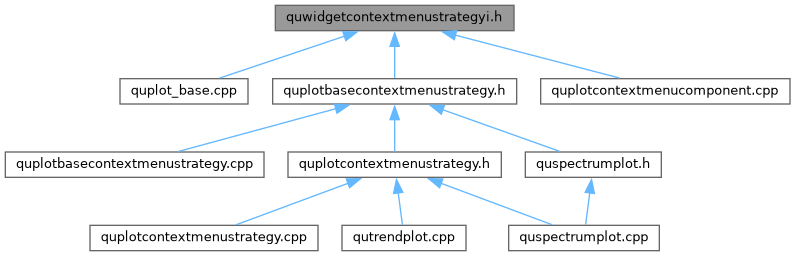 quwidgetcontextmenustrategyi.h
quplot_base.cpp
quplotbasecontextmenustrategy.h
quplotcontextmenucomponent.cpp
quplotbasecontextmenustrategy.cpp
quplotcontextmenustrategy.h
quspectrumplot.h
quplotcontextmenustrategy.cpp
qutrendplot.cpp
quspectrumplot.cpp